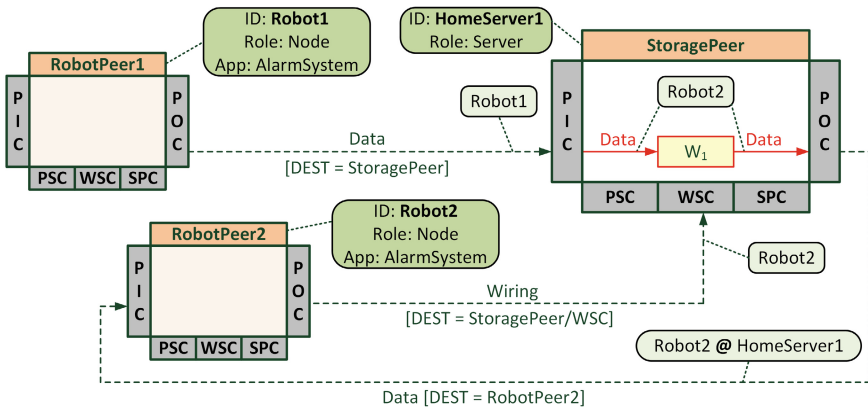 ID: Robot1
Role: Node
App: AlarmSystem
ID: HomeServer1
Role: Server
RobotPeer1
StoragePeer
P I C
P O C
PSC WSC SPC
Robot1
Data
[DEST = StoragePeer]
P I C
Robot2
Data
W1
Data
P O C
PSC WSC SPC
ID: Robot2
Role: Node
App: AlarmSystem
RobotPeer2
P I C
P O C
PSC WSC SPC
Robot2
Wiring
[DEST = StoragePeer/WSC]
Robot2 @ HomeServer1
Data [DEST = RobotPeer2]